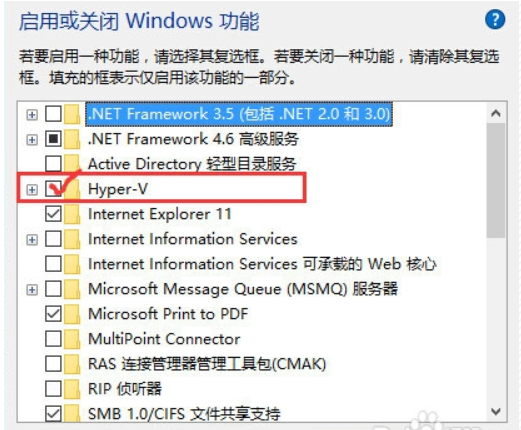 启用或关闭 Windows 功能
若要启用一种功能，请选择其复选框。若要关闭一种功能，请清除其复选
框。填充的框表示仅启用该功能的一部分。
.NET Framework 3.5 (包括 .NET 2.0 和 3.0)
.NET Framework 4.6 高级服务
Active Directory 轻型目录服务
Hyper-V
Internet Explorer 11
Internet Information Services
Internet Information Services 可承载的 Web 核心
Microsoft Message Queue (MSMQ) 服务器
Microsoft Print to PDF
MultiPoint Connector
RAS 连接管理器管理工具包(CMAK)
RIP 侦听器
SMB 1.0/CIFS 文件共享支持